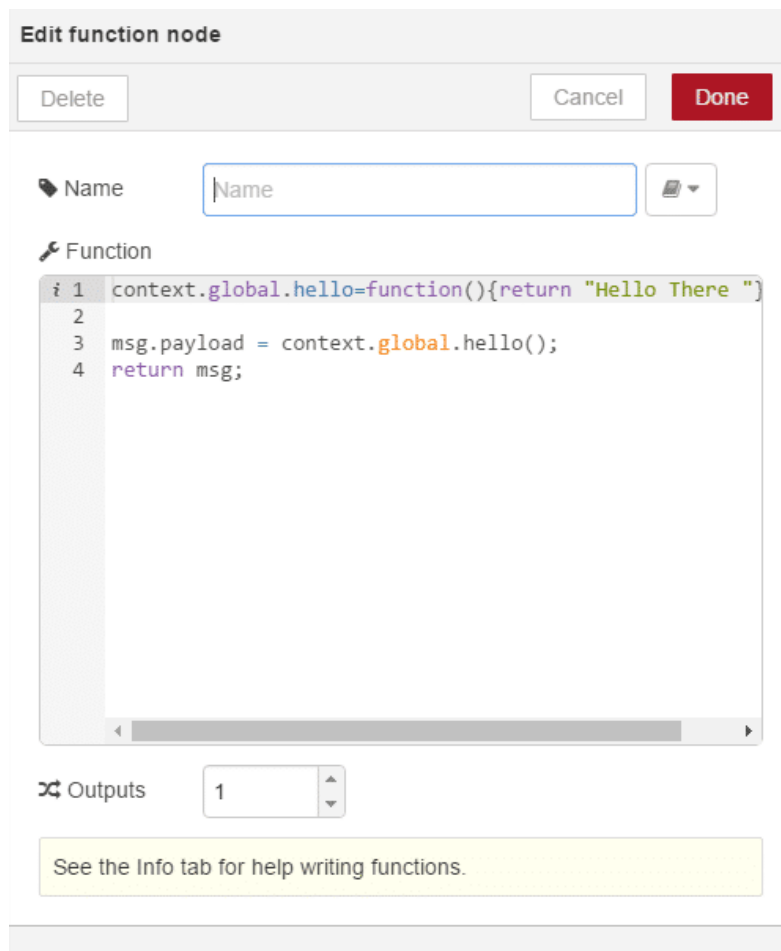 Edit function node
Delete Cancel Done
Name Name
Function
i 1 context.global.hello=function(){return "Hello There "}
2
3 msg.payload = context.global.hello();
4 return msg;
Outputs 1
See the Info tab for help writing functions.